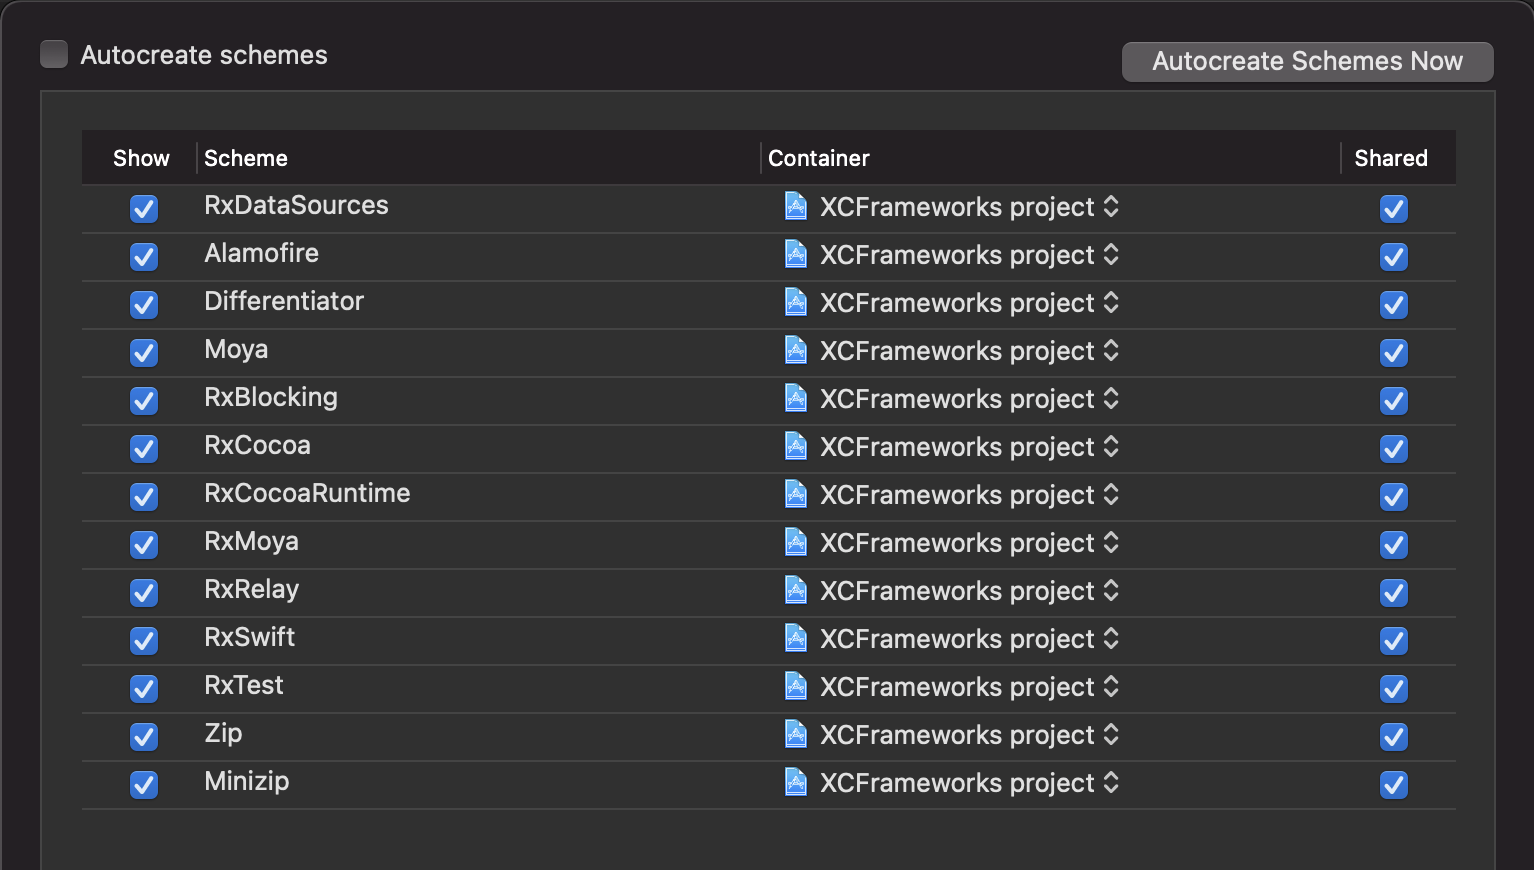 Autocreate schemes
Autocreate Schemes Now
Show Scheme Container Shared
RxDataSources XCFrameworks project
Alamofire XCFrameworks project
Differentiator XCFrameworks project
Moya XCFrameworks project
RxBlocking XCFrameworks project
RxCocoa XCFrameworks project
RxCocoaRuntime XCFrameworks project
RxMoya XCFrameworks project
RxRelay XCFrameworks project
RxSwift XCFrameworks project
RxTest XCFrameworks project
Zip XCFrameworks project
Minizip XCFrameworks project